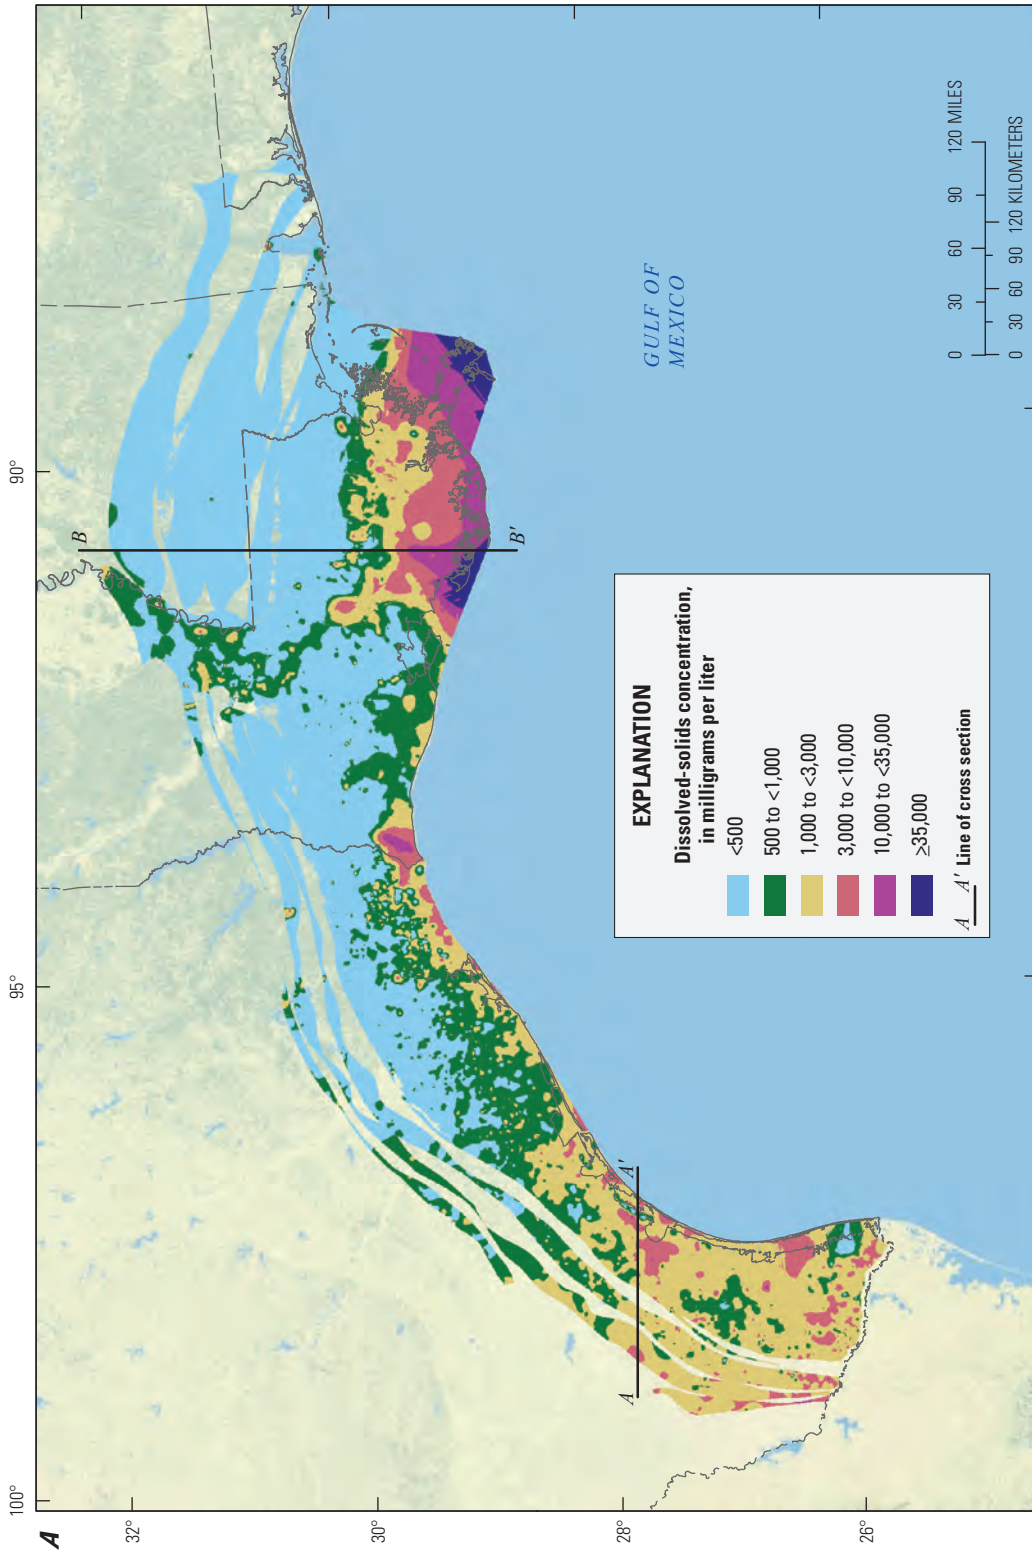 A
100°
95°
90°
32°
30°
28°
26°
B
B'
A
A'
GULF OF
MEXICO
EXPLANATION
Dissolved-solids concentration,
in milligrams per liter
<500
500 to <1,000
1,000 to <3,000
3,000 to <10,000
10,000 to <35,000
≥35,000
A A' Line of cross section
0 30 60 90 120 MILES
0 30 60 90 120 KILOMETERS